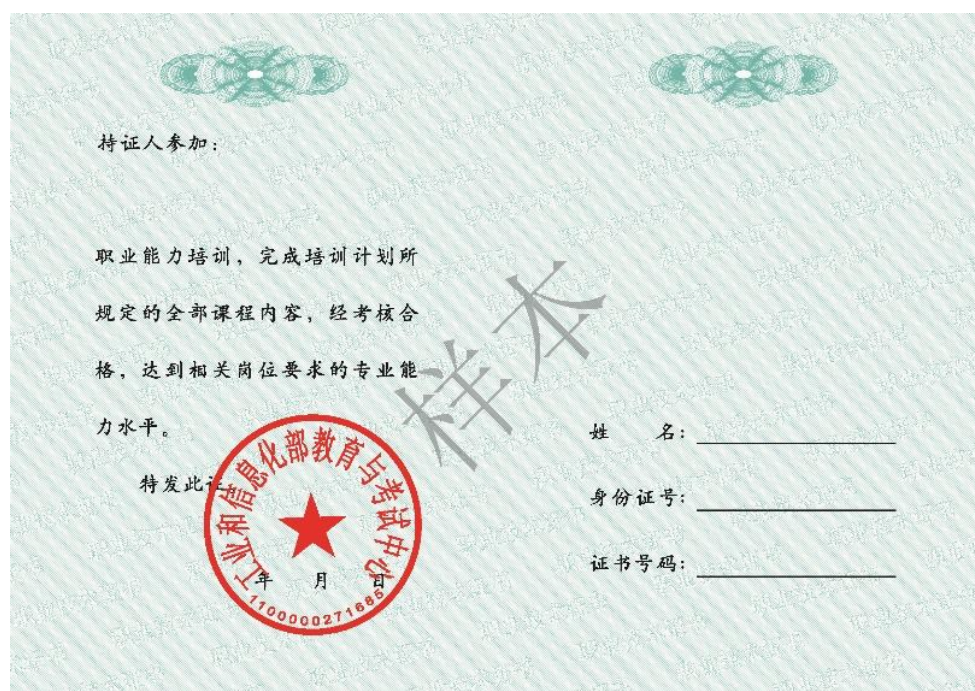 持证人参加：
职业能力培训，完成培训计划所
规定的全部课程内容，经考核合
格，达到相关岗位要求的专业能
力水平。
特发此证
工业和信息化部教育与考试中心
年 月 日
1100000271685
样本
姓 名：
身份证号：
证书号码：